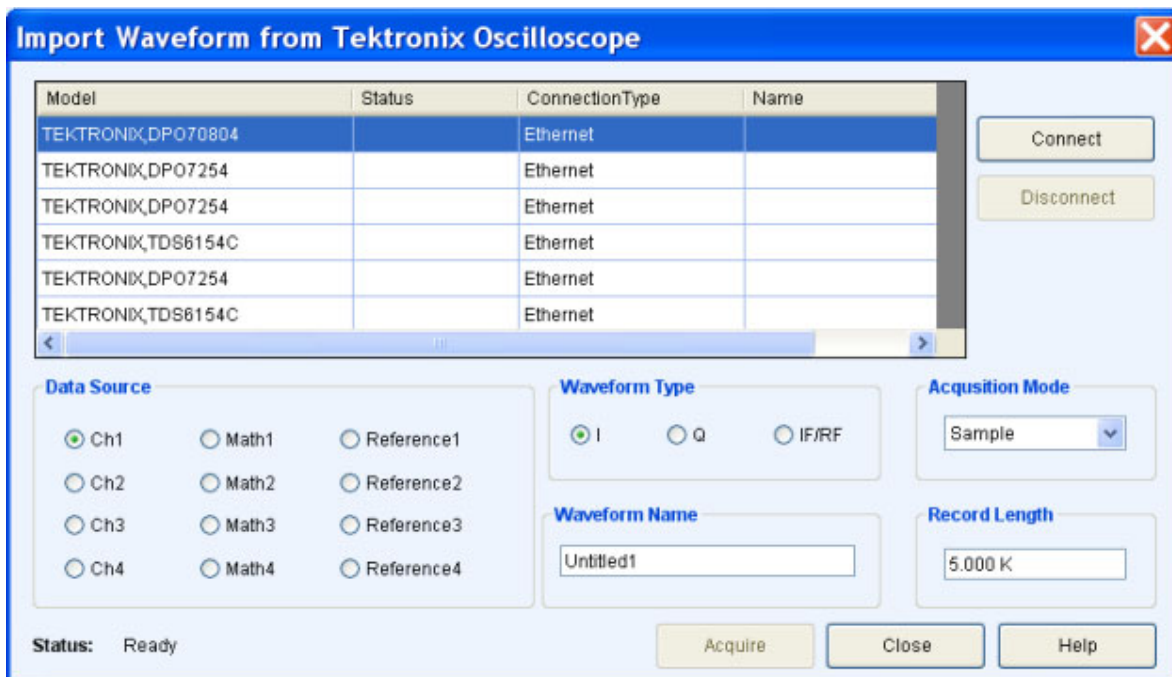 Import Waveform from Tektronix Oscilloscope
Model Status ConnectionType Name
TEKTRONIX,DPO70804 Ethernet
TEKTRONIX,DPO7254 Ethernet
TEKTRONIX,DPO7254 Ethernet
TEKTRONIX,TDS6154C Ethernet
TEKTRONIX,DPO7254 Ethernet
TEKTRONIX,TDS6154C Ethernet
Connect
Disconnect
Data Source
Ch1 Math1 Reference1
Ch2 Math2 Reference2
Ch3 Math3 Reference3
Ch4 Math4 Reference4
Waveform Type
I Q IF/RF
Acqusition Mode
Sample
Waveform Name
Untitled1
Record Length
5.000 K
Status: Ready
Acquire Close Help